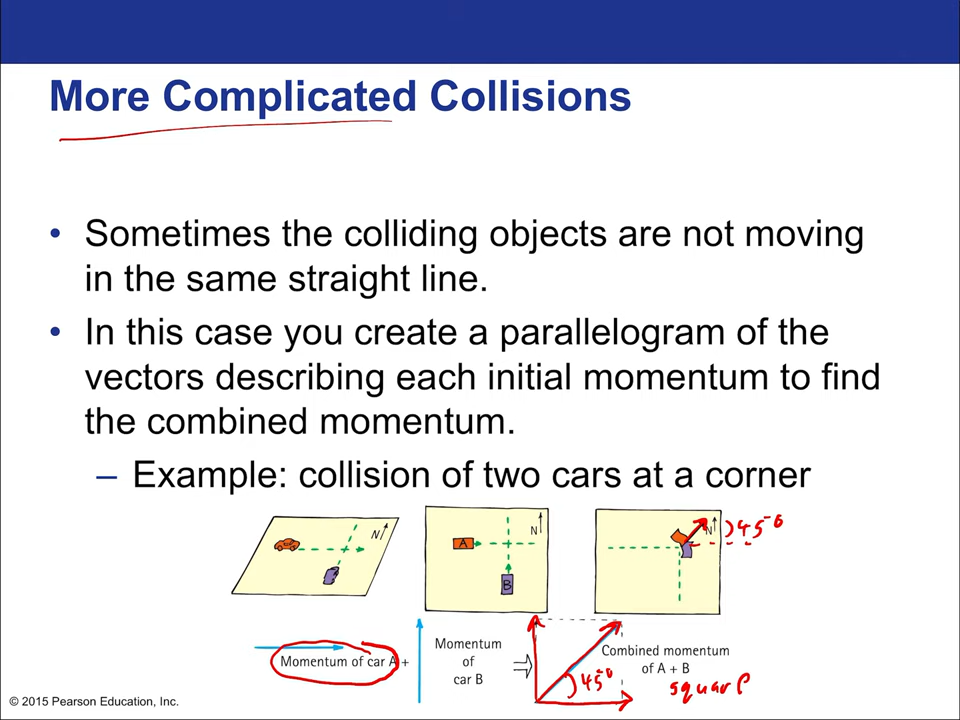 More Complicated Collisions
• Sometimes the colliding objects are not moving
in the same straight line.
• In this case you create a parallelogram of the
vectors describing each initial momentum to find
the combined momentum.
– Example: collision of two cars at a corner
N
A
N
B
N
45°
Momentum of car A +
Momentum
of
car B
45°
Combined momentum
of A + B
square
© 2015 Pearson Education, Inc.